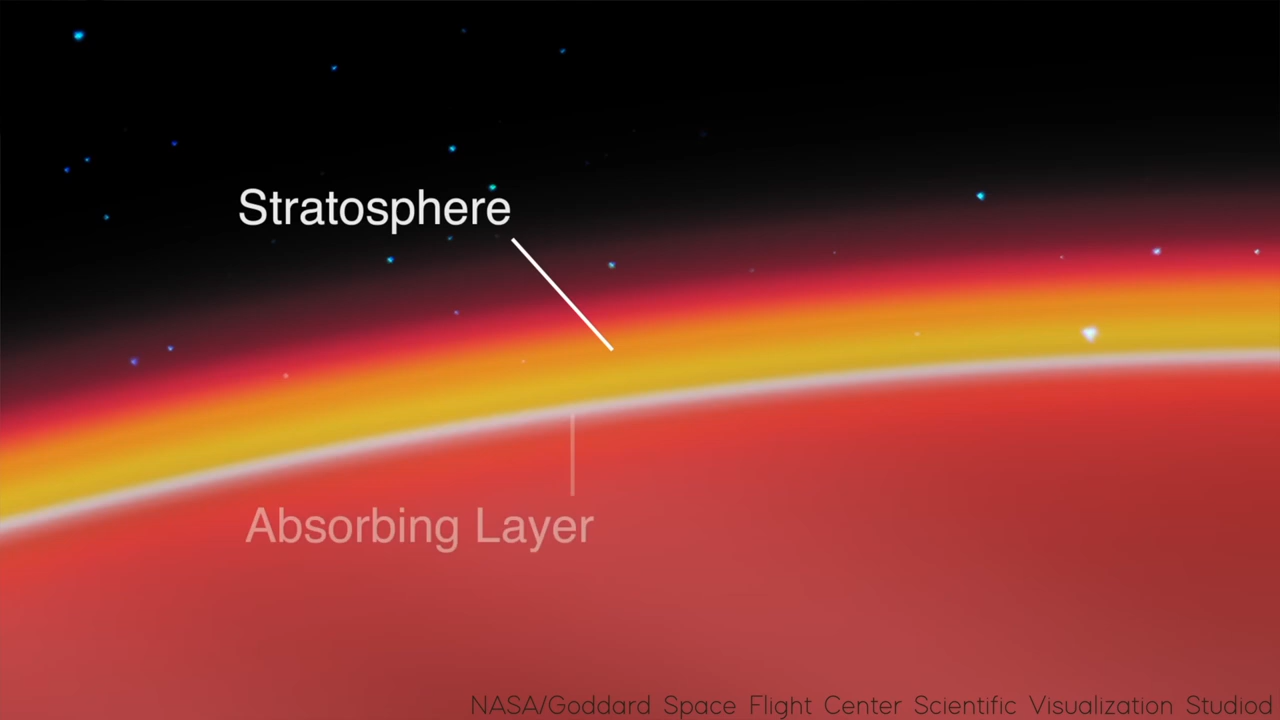 Stratosphere
Absorbing Layer
NASA/Goddard Space Flight Center Scientific Visualization Studiod